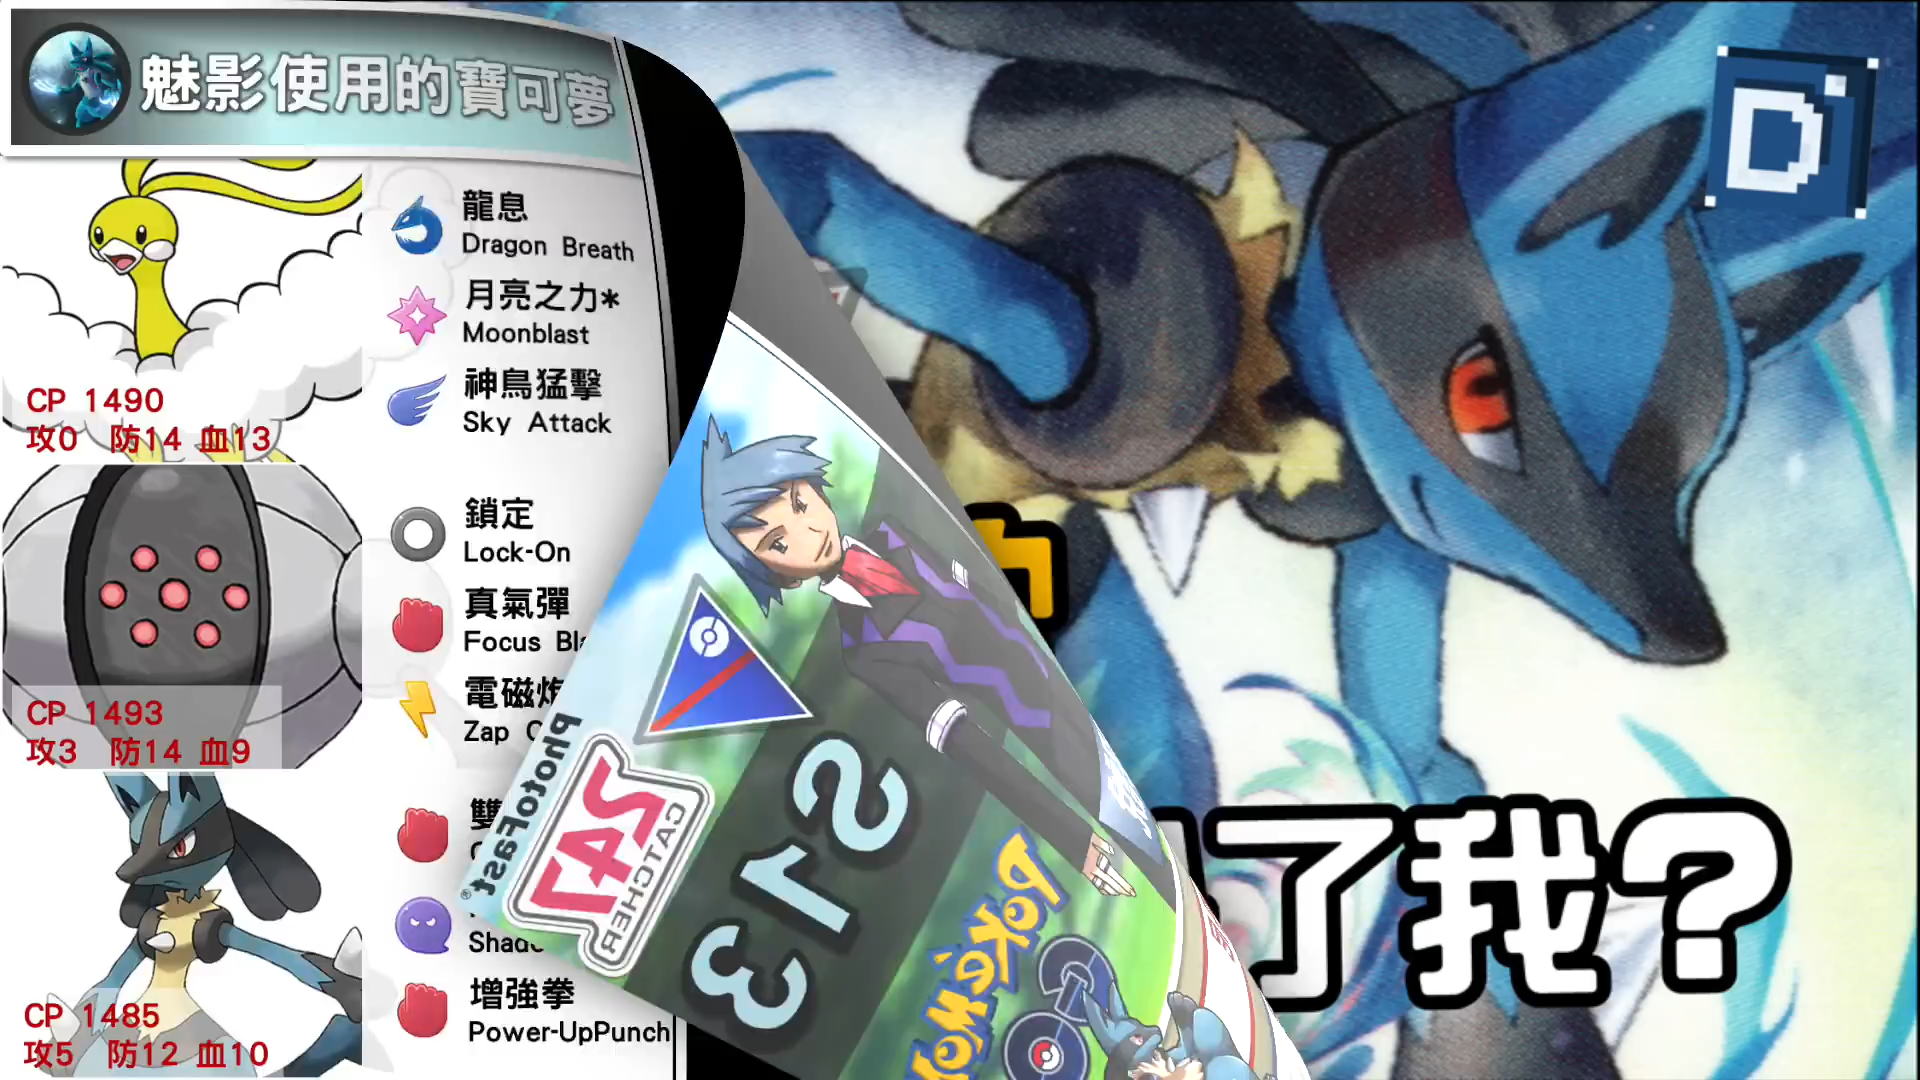 魅影使用的寶可夢
龍息
Dragon Breath
月亮之力*
Moonblast
神鳥猛擊
Sky Attack
CP 1490
攻0 防14 血13
鎖定
Lock-On
真氣彈
Focus
電磁炮
Zap
CP 1493
攻3 防14 血9
雙
增強拳
Power-UpPunch
CP 1485
攻5 防12 血10
PhotoFast
241
CATCHER
S13
POKéMON
GO
D
了我?